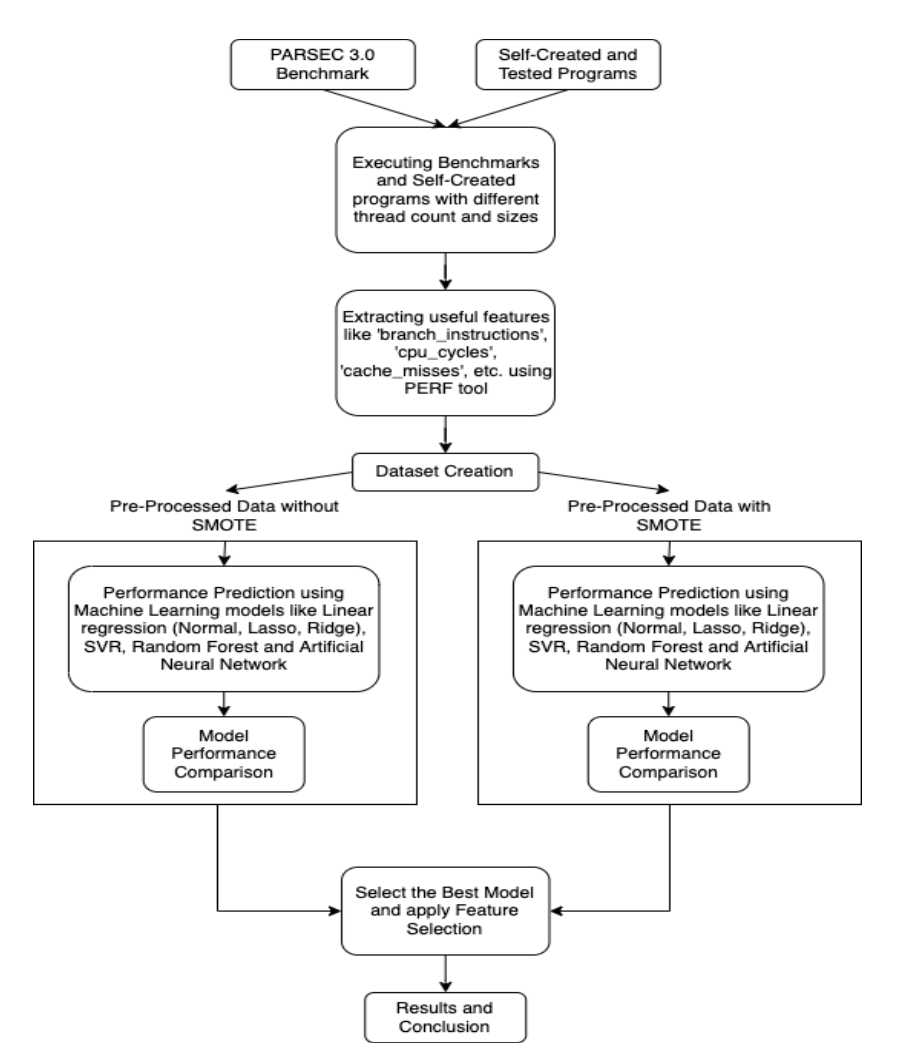 PARSEC 3.0
Benchmark
Self-Created and
Tested Programs
Executing Benchmarks
and Self-Created
programs with different
thread count and sizes
Extracting useful features
like 'branch_instructions',
'cpu_cycles',
'cache_misses', etc. using
PERF tool
Dataset Creation
Pre-Processed Data without
SMOTE
Performance Prediction using
Machine Learning models like Linear
regression (Normal, Lasso, Ridge),
SVR, Random Forest and Artificial
Neural Network
Model
Performance
Comparison
Pre-Processed Data with
SMOTE
Performance Prediction using
Machine Learning models like Linear
regression (Normal, Lasso, Ridge),
SVR, Random Forest and Artificial
Neural Network
Model
Performance
Comparison
Select the Best Model
and apply Feature
Selection
Results and
Conclusion